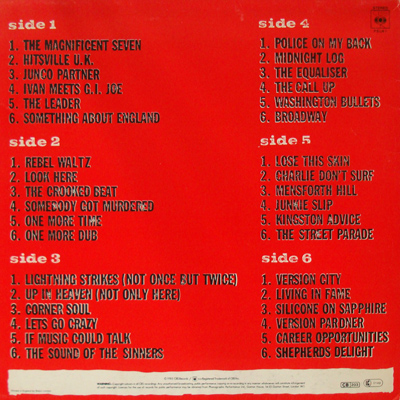 side 1
1. THE MAGNIFICENT SEVEN
2. HITSVILLE U.K.
3. JUNCO PARTNER
4. IVAN MEETS G.I. JOE
5. THE LEADER
6. SOMETHING ABOUT ENGLAND
side 2
1. REBEL WALTZ
2. LOOK HERE
3. THE CROOKED BEAT
4. SOMEBODY GOT MURDERED
5. ONE MORE TIME
6. ONE MORE DUB
side 3
1. LIGHTNING STRIKES (NOT ONCE BUT TWICE)
2. UP IN HEAVEN (NOT ONLY HERE)
3. CORNER SOUL
4. LETS GO CRAZY
5. IF MUSIC COULD TALK
6. THE SOUND OF THE SINNERS
side 4
1. POLICE ON MY BACK
2. MIDNIGHT LOG
3. THE EQUALISER
4. THE CALL UP
5. WASHINGTON BULLETS
6. BROADWAY
side 5
1. LOSE THIS SKIN
2. CHARLIE DON'T SURF
3. MENSFORTH HILL
4. JUNKIE SLIP
5. KINGSTON ADVICE
6. THE STREET PARADE
side 6
1. VERSION CITY
2. LIVING IN FAME
3. SILICONE ON SAPPHIRE
4. VERSION PARDNER
5. CAREER OPPORTUNITIES
6. SHEPHERDS DELIGHT
CBS
WARNING: